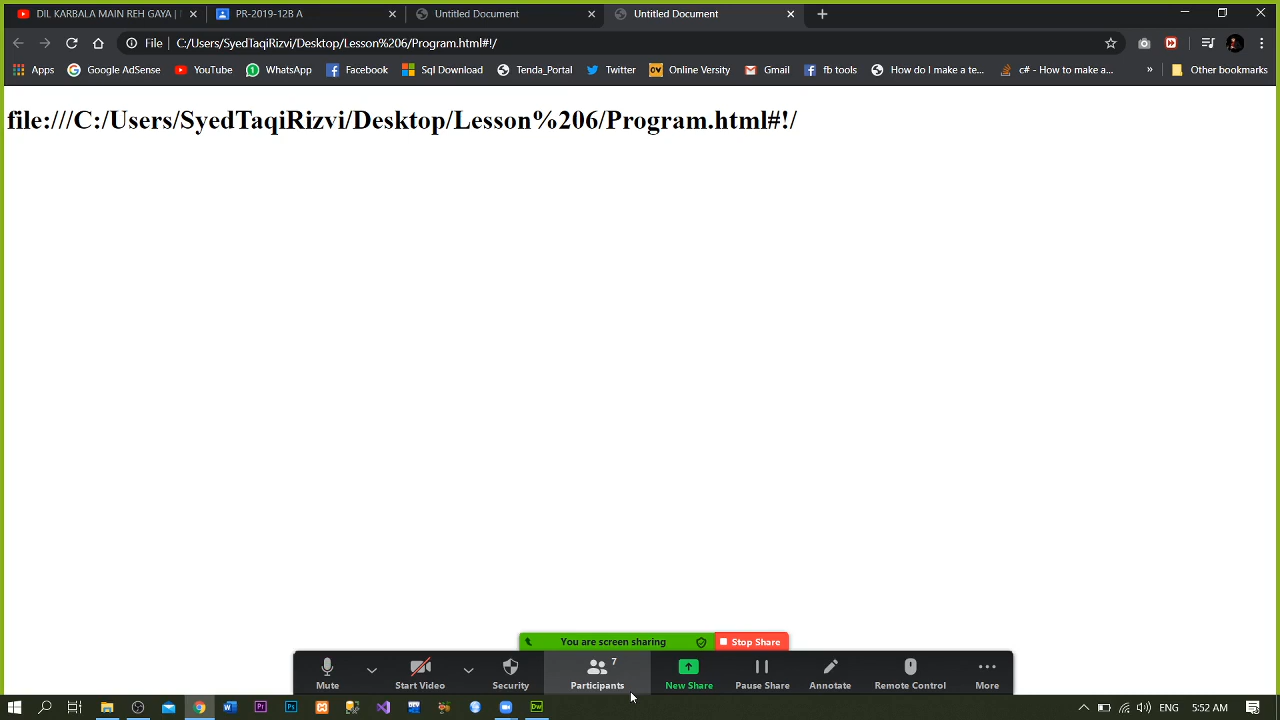 DIL KARBALA MAIN REH GAYA |
PR-2019-12B A
Untitled Document
Untitled Document
File
C:/Users/SyedTaqiRizvi/Desktop/Lesson%206/Program.html#!/
Apps
Google AdSense
YouTube
WhatsApp
Facebook
Sql Download
Tenda_Portal
Twitter
Online Versity
Gmail
fb tools
How do I make a te...
c# - How to make a...
»
Other bookmarks
file:///C:/Users/SyedTaqiRizvi/Desktop/Lesson%206/Program.html#!/
You are screen sharing
Stop Share
7
Mute
Start Video
Security
Participants
New Share
Pause Share
Annotate
Remote Control
More
ENG
5:52 AM